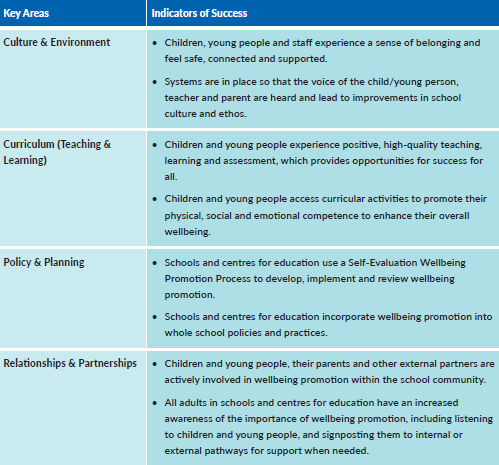 Key Areas
Indicators of Success
Culture & Environment
• Children, young people and staff experience a sense of belonging and
feel safe, connected and supported.
• Systems are in place so that the voice of the child/young person,
teacher and parent are heard and lead to improvements in school
culture and ethos.
Curriculum (Teaching &
Learning)
• Children and young people experience positive, high-quality teaching,
learning and assessment, which provides opportunities for success for
all.
• Children and young people access curricular activities to promote their
physical, social and emotional competence to enhance their overall
wellbeing.
Policy & Planning
• Schools and centres for education use a Self-Evaluation Wellbeing
Promotion Process to develop, implement and review wellbeing
promotion.
• Schools and centres for education incorporate wellbeing promotion into
whole school policies and practices.
Relationships & Partnerships
• Children and young people, their parents and other external partners are
actively involved in wellbeing promotion within the school community.
• All adults in schools and centres for education have an increased
awareness of the importance of wellbeing promotion, including listening
to children and young people, and signposting them to internal or
external pathways for support when needed.